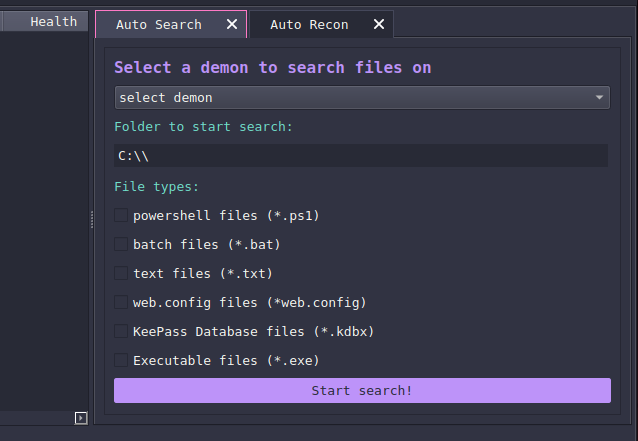 Health
Auto Search
Auto Recon
Select a demon to search files on
select demon
Folder to start search:
C:\\
File types:
powershell files (*.ps1)
batch files (*.bat)
text files (*.txt)
web.config files (*web.config)
KeePass Database files (*.kdbx)
Executable files (*.exe)
Start search!